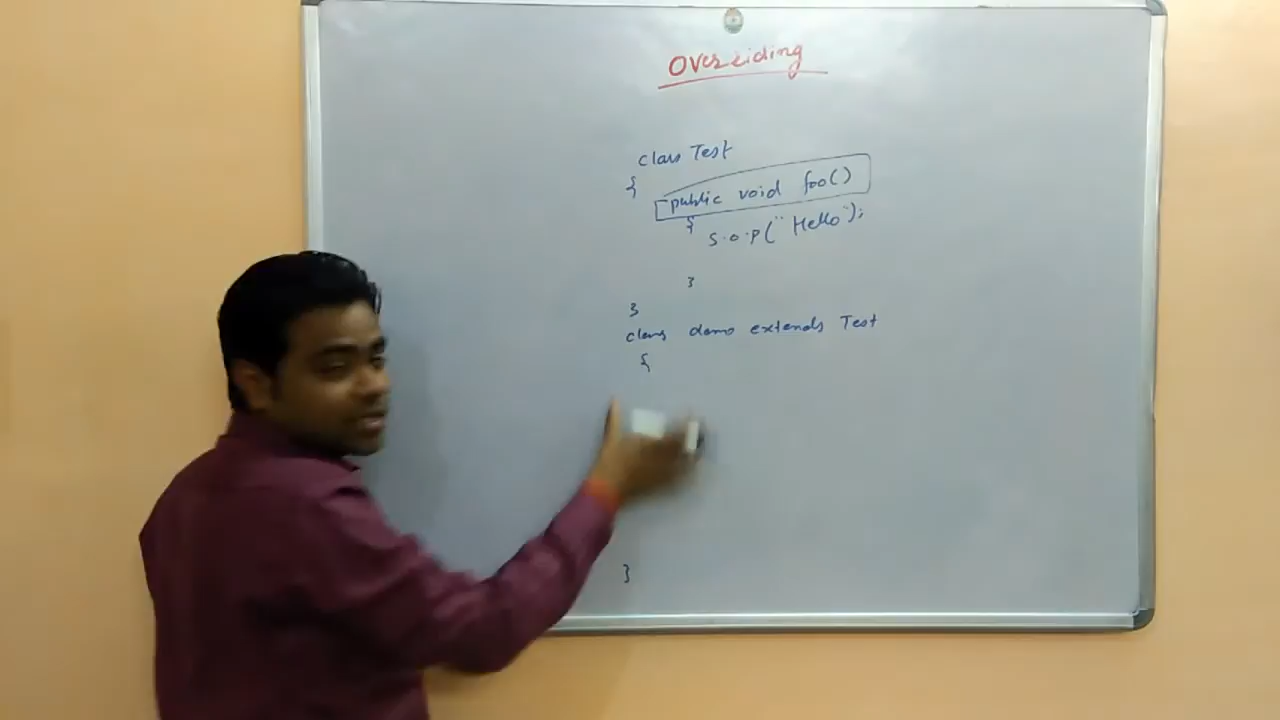 Overriding
class Test
{
public void foo()
{
S.o.p("Hello");
}
}
class demo extends Test
{
}